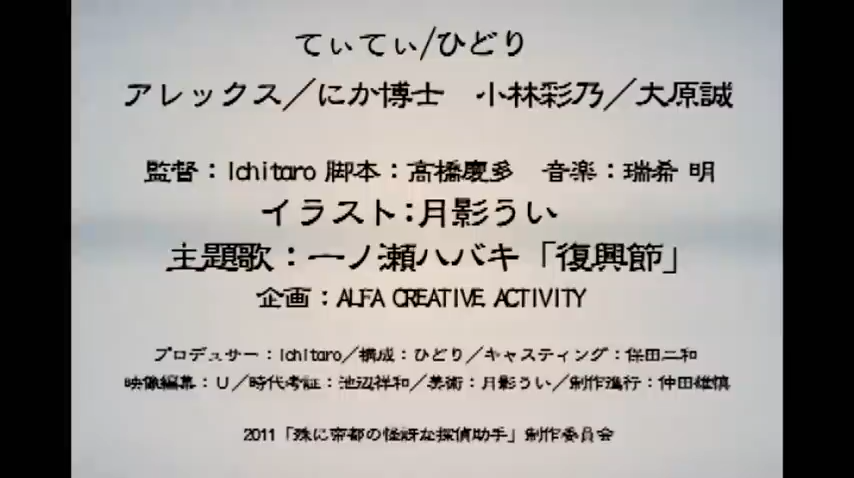 てぃてぃ/ひどり
アレックス／にか博士　小林彩乃／大原誠
監督：Ichitaro 脚本：高橋慶多　音楽：瑞希 明
イラスト：月影うい
主題歌：一ノ瀬ハバキ「復興節」
企画：ALFA CREATIVE ACTIVITY
プロデュサー：Ichitaro／構成：ひどり／キャスティング：保田二和
映像編集：U／時代考証：池辺祥和／美術：月影うい／制作進行：仲田雄慎
2011「殊に帝都の怪訝な探偵助手」制作委員会